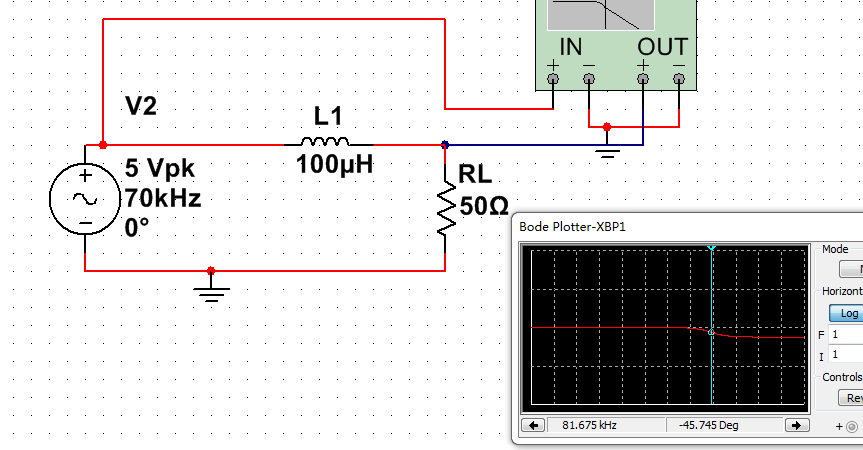 IN OUT
+ − + −
V2
L1
100µH
5 Vpk
70kHz
0°
+
−
RL
50Ω
Bode Plotter-XBP1
Mode
Horizont
Log
F 1
I 1
Controls
Rev
+
81.675 kHz
-45.745 Deg